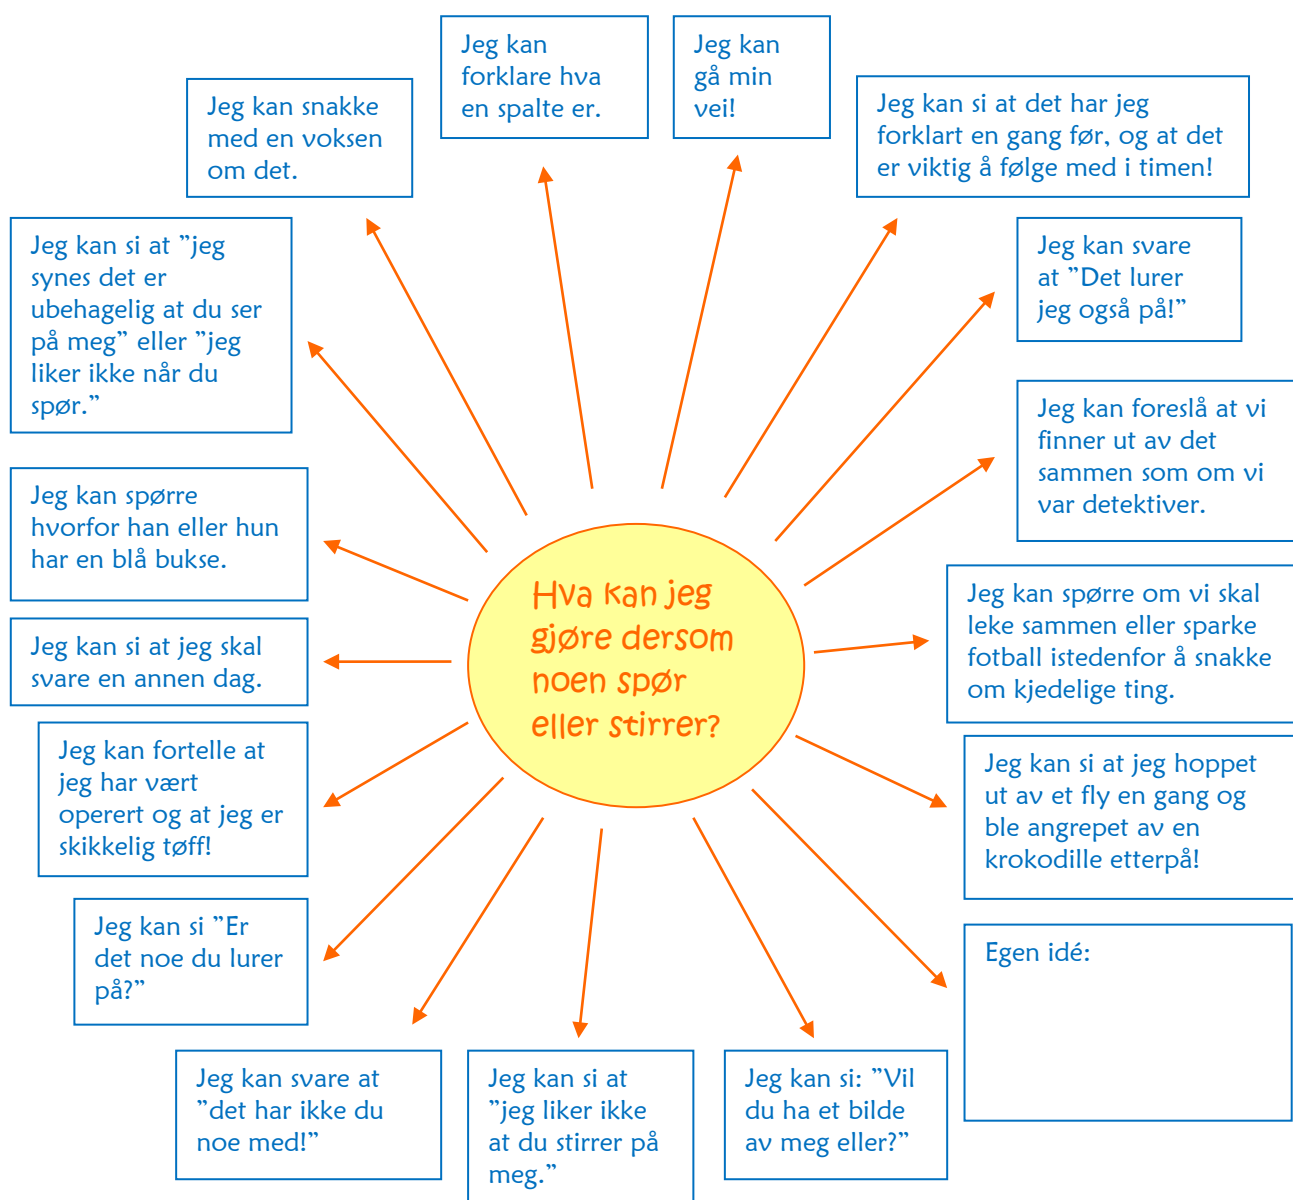 Jeg kan
forklare hva
en spalte er.
Jeg kan
gå min
vei!
Jeg kan snakke
med en voksen
om det.
Jeg kan si at det har jeg
forklart en gang før, og at det
er viktig å følge med i timen!
Jeg kan si at ”jeg
synes det er
ubehagelig at du ser
på meg” eller ”jeg
liker ikke når du
spør.”
Jeg kan svare
at ”Det lurer
jeg også på!”
Jeg kan foreslå at vi
finner ut av det
sammen som om vi
var detektiver.
Jeg kan spørre
hvorfor han eller hun
har en blå bukse.
Hva kan jeg
gjøre dersom
noen spør
eller stirrer?
Jeg kan spørre om vi skal
leke sammen eller sparke
fotball istedenfor å snakke
om kjedelige ting.
Jeg kan si at jeg skal
svare en annen dag.
Jeg kan fortelle at
jeg har vært
operert og at jeg er
skikkelig tøff!
Jeg kan si at jeg hoppet
ut av et fly en gang og
ble angrepet av en
krokodille etterpå!
Jeg kan si ”Er
det noe du lurer
på?”
Egen idé:
Jeg kan svare at
”det har ikke du
noe med!”
Jeg kan si at
”jeg liker ikke
at du stirrer på
meg.”
Jeg kan si: ”Vil
du ha et bilde
av meg eller?”